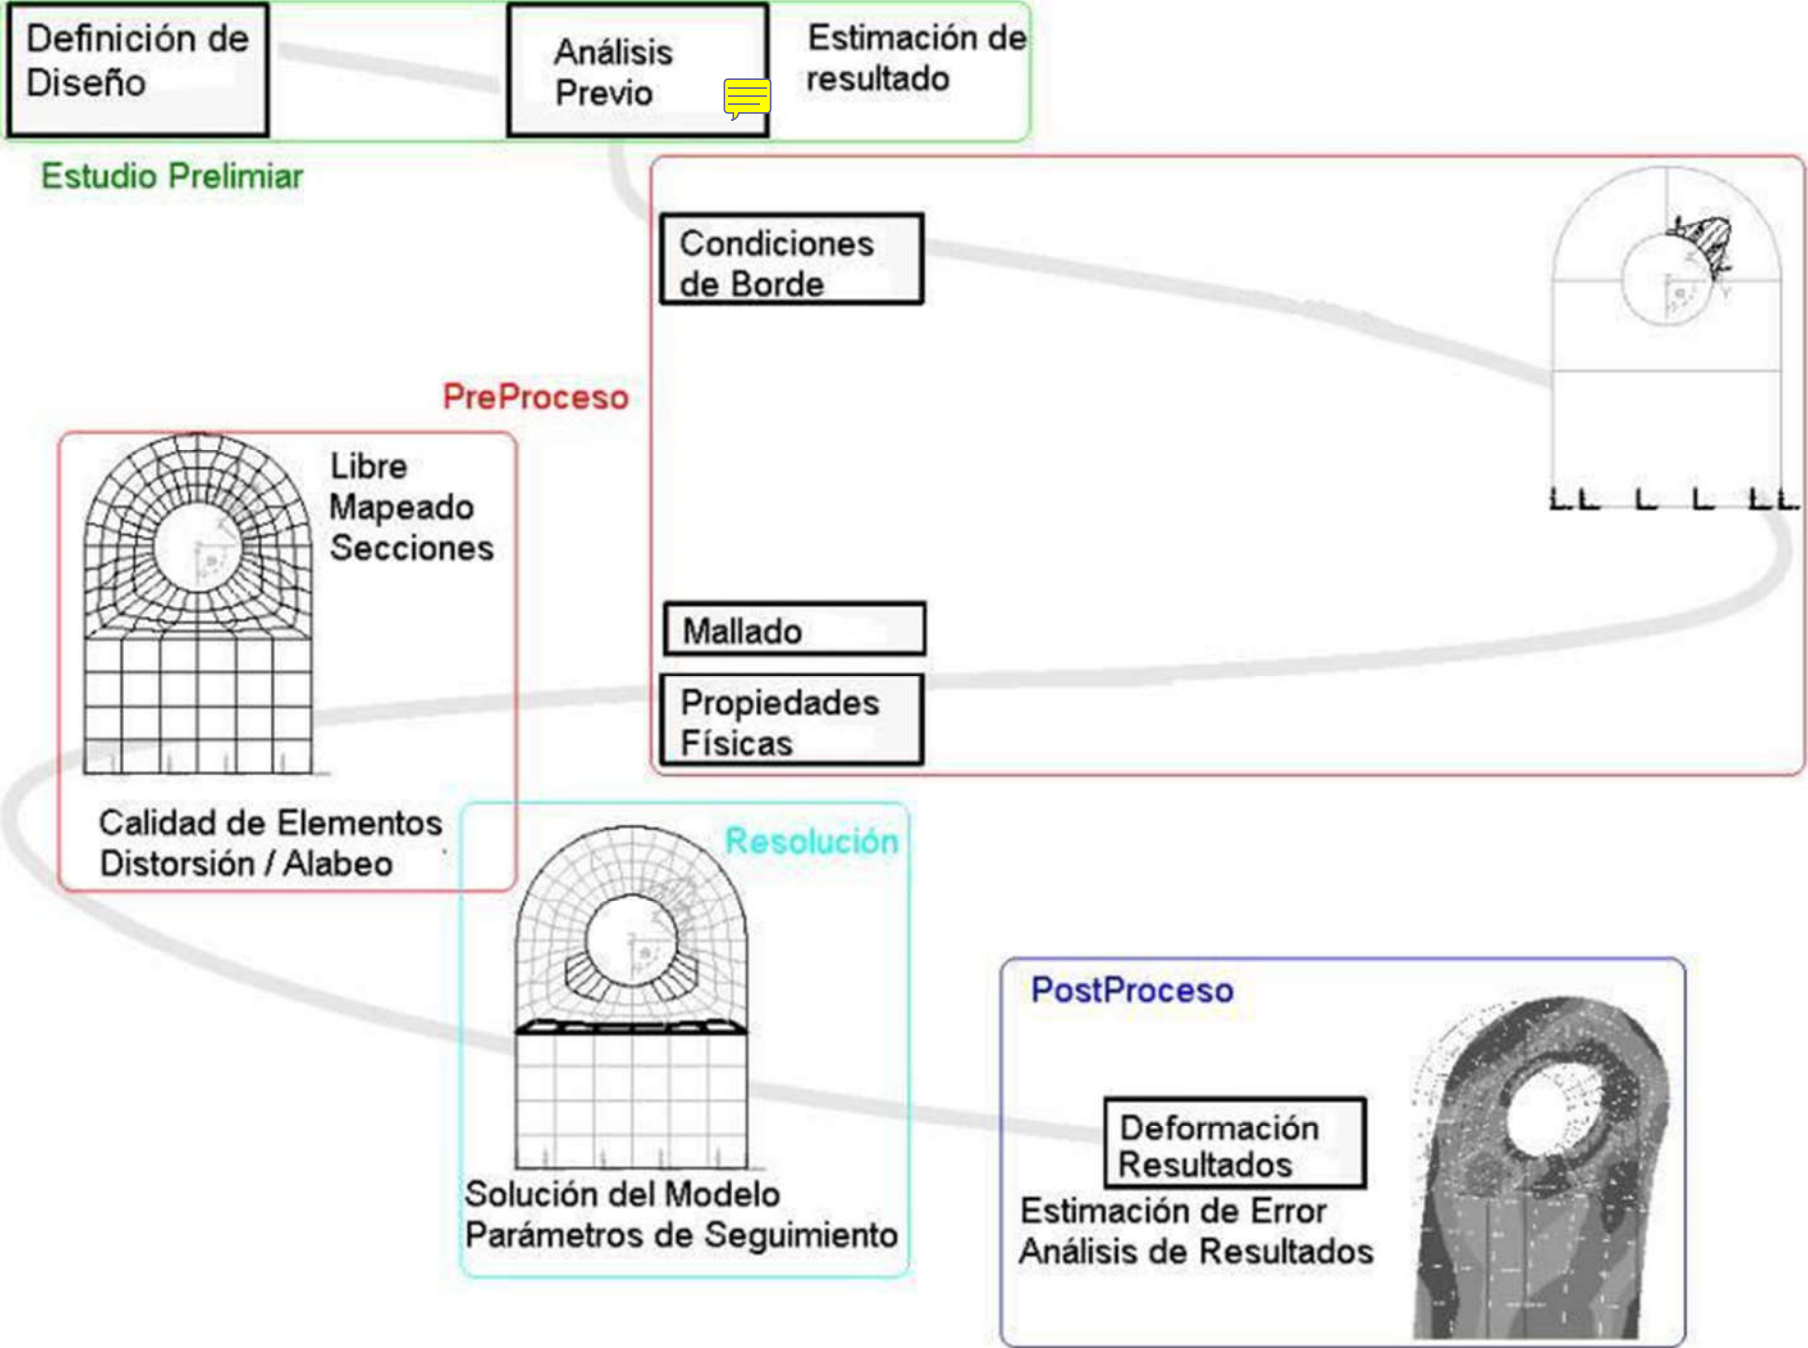 Definición de
Diseño
Análisis
Previo
Estimación de
resultado
Estudio Prelimiar
Condiciones
de Borde
PreProceso
Libre
Mapeado
Secciones
Mallado
Propiedades
Físicas
Calidad de Elementos
Distorsión / Alabeo
Resolución
Solución del Modelo
Parámetros de Seguimiento
PostProceso
Deformación
Resultados
Estimación de Error
Análisis de Resultados